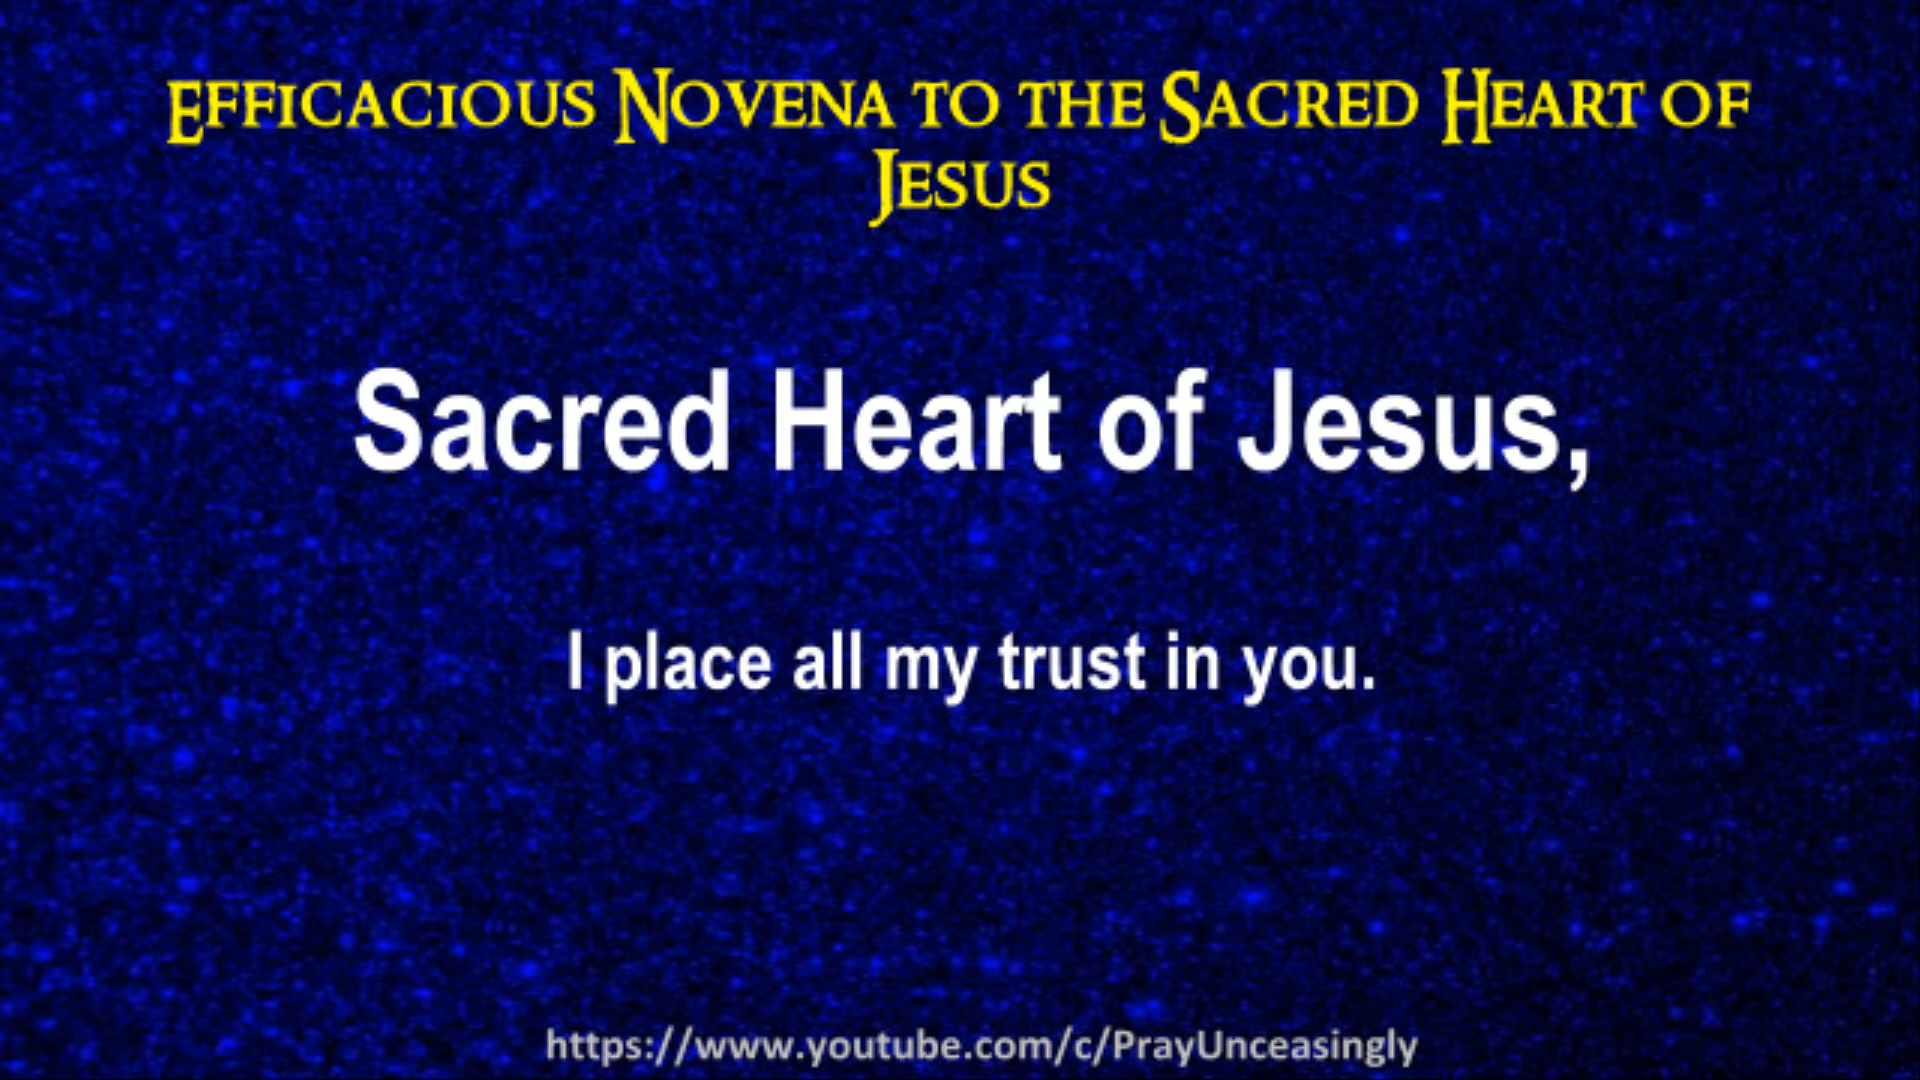 Efficacious Novena to the Sacred Heart of
Jesus
Sacred Heart of Jesus,
I place all my trust in you.
https://www.youtube.com/c/PrayUnceasingly